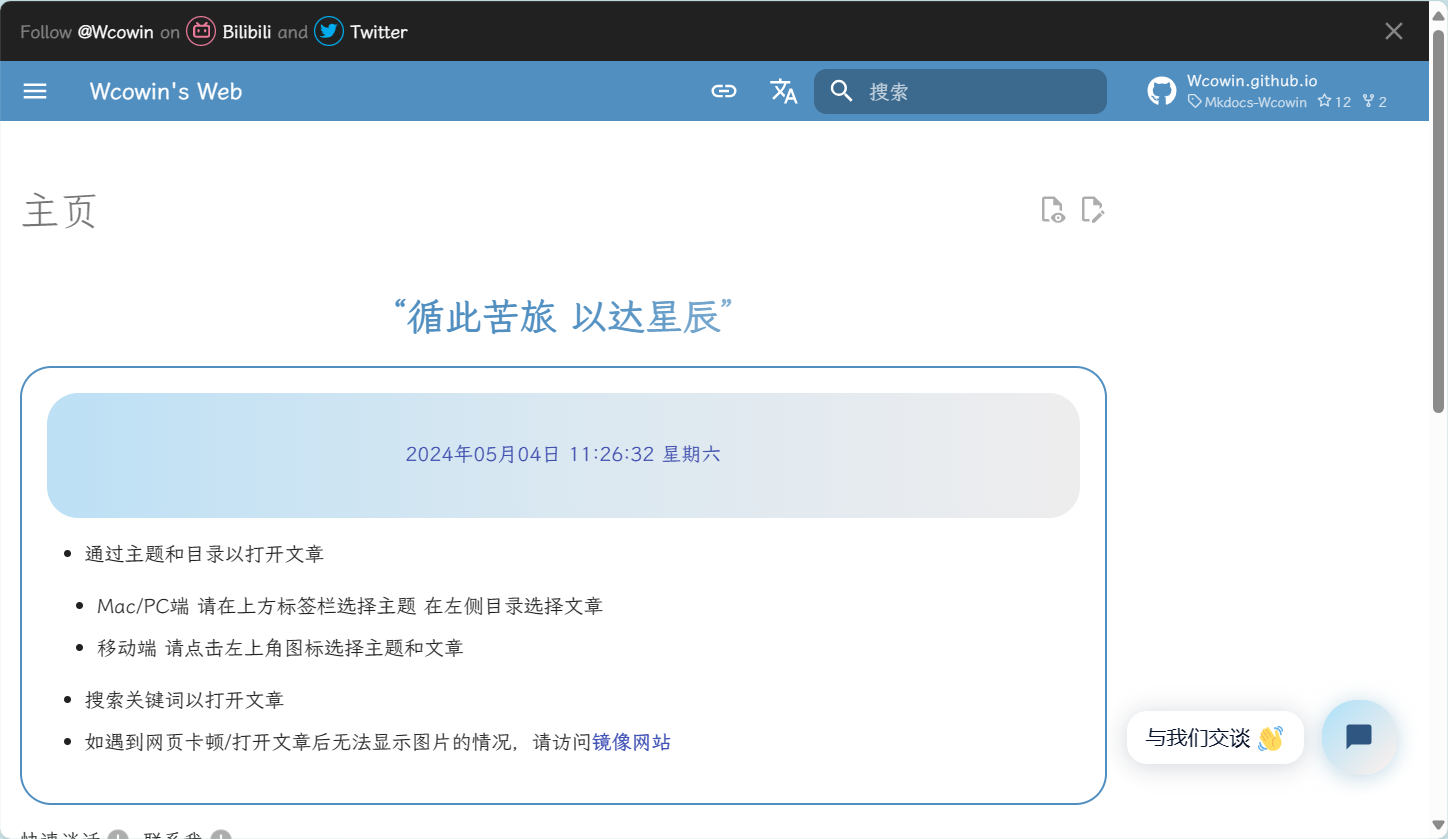 Follow @Wcowin on Bilibili and Twitter
Wcowin's Web
搜索
Wcowin.github.io
Mkdocs-Wcowin 12 2
主页
“循此苦旅 以达星辰”
2024年05月04日 11:26:32 星期六
通过主题和目录以打开文章
Mac/PC端 请在上方标签栏选择主题 在左侧目录选择文章
移动端 请点击左上角图标选择主题和文章
搜索关键词以打开文章
如遇到网页卡顿/打开文章后无法显示图片的情况，请访问镜像网站
与我们交谈 👋
快速谈话 联系我